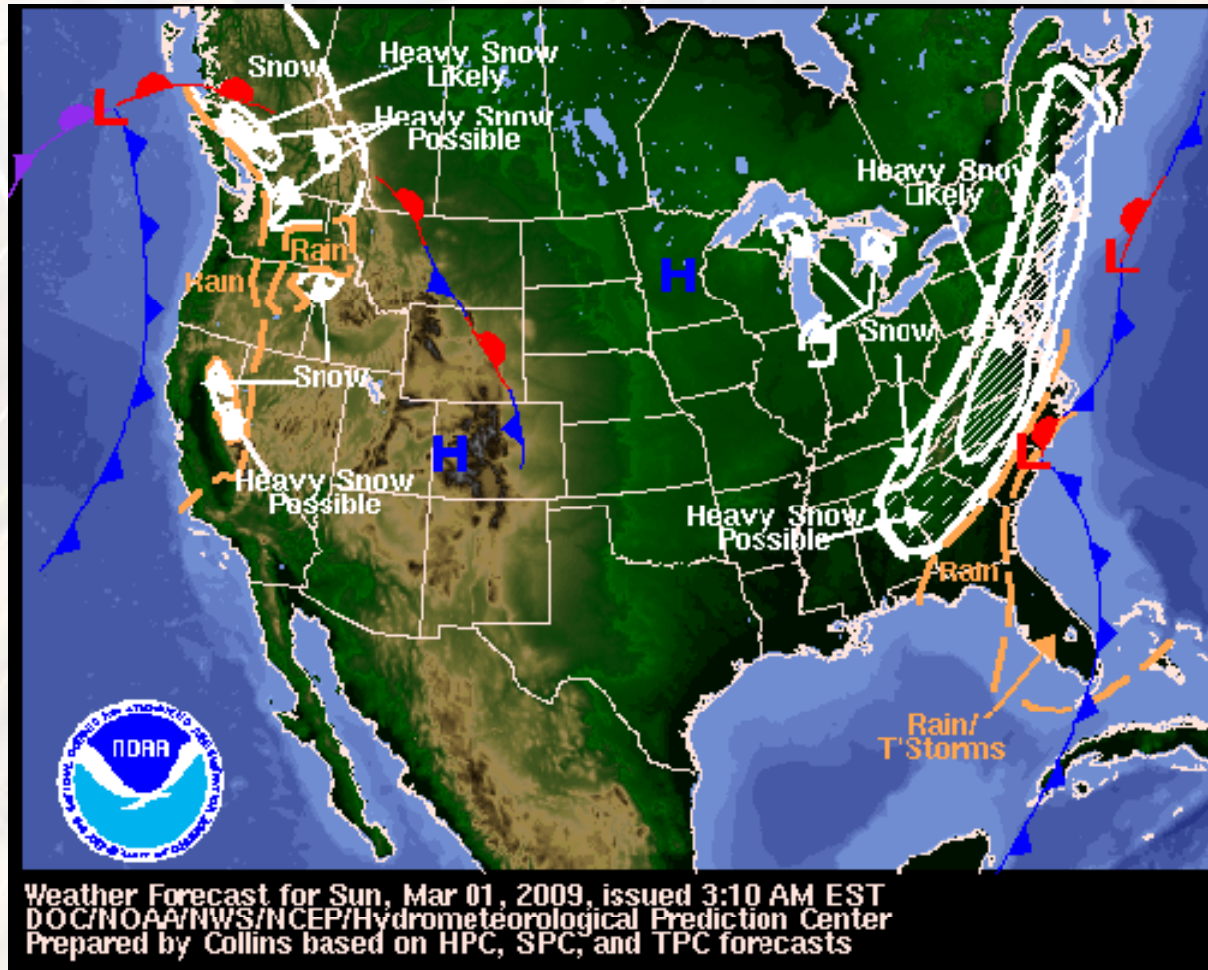 Snow
Heavy Snow
Likely
Heavy Snow
Possible
Heavy Snow
Likely
L
L
H
Rain
Rain
Snow
Snow
H
L
Heavy Snow
Possible
Heavy Snow
Possible
Rain
Rain/
T'Storms
NOAA
Weather Forecast for Sun, Mar 01, 2009, issued 3:10 AM EST
DOC/NOAA/NWS/NCEP/Hydrometeorological Prediction Center
Prepared by Collins based on HPC, SPC, and TPC forecasts